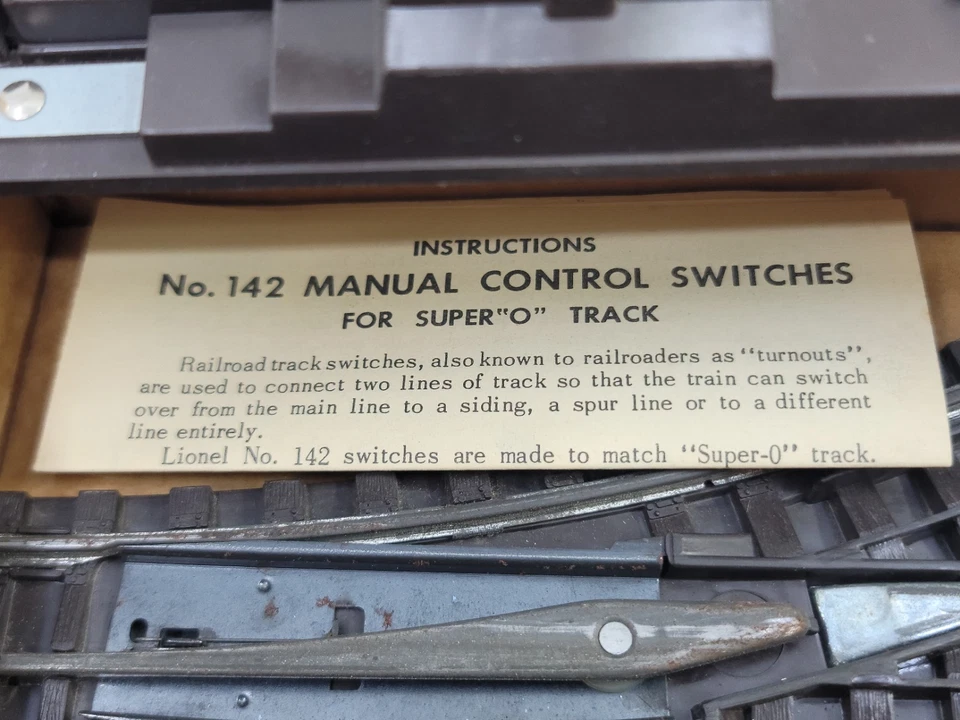 INSTRUCTIONS
No. 142 MANUAL CONTROL SWITCHES
FOR SUPER"O" TRACK
Railroad track switches, also known to railroaders as "turnouts",
are used to connect two lines of track so that the train can switch
over from the main line to a siding, a spur line or to a different
line entirely.
Lionel No. 142 switches are made to match "Super-0" track.